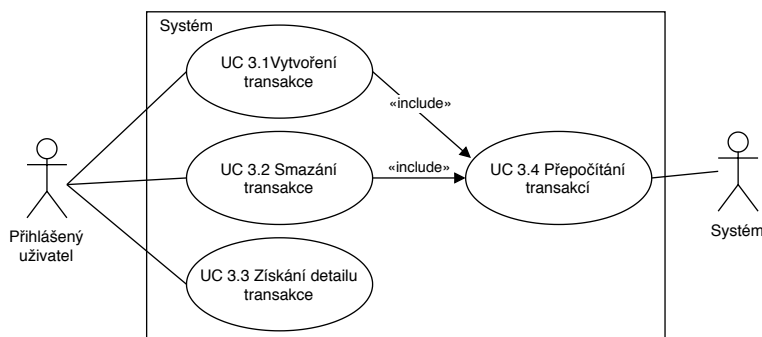 Systém
UC 3.1Vytvoření
transakce
«include»
UC 3.2 Smazání
transakce
«include»
UC 3.4 Přepočítání
transakcí
Přihlášený
uživatel
Systém
UC 3.3 Získání detailu
transakce